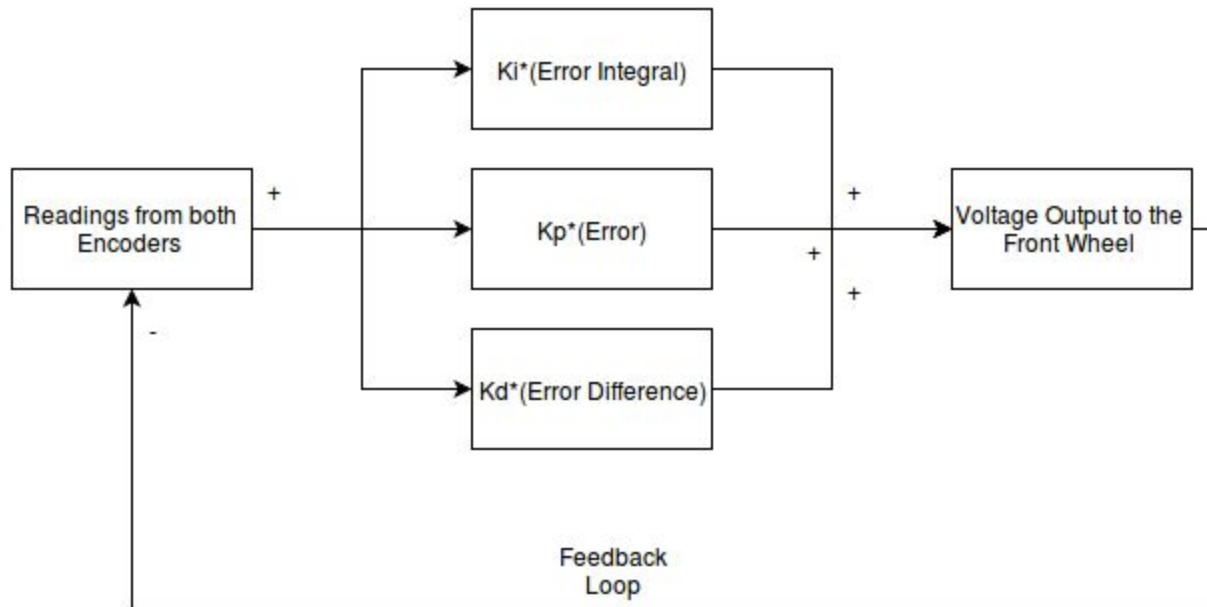 Ki*(Error Integral)
Readings from both
Encoders
+
Kp*(Error)
+
+
+
Voltage Output to the
Front Wheel
-
Kd*(Error Difference)
Feedback
Loop